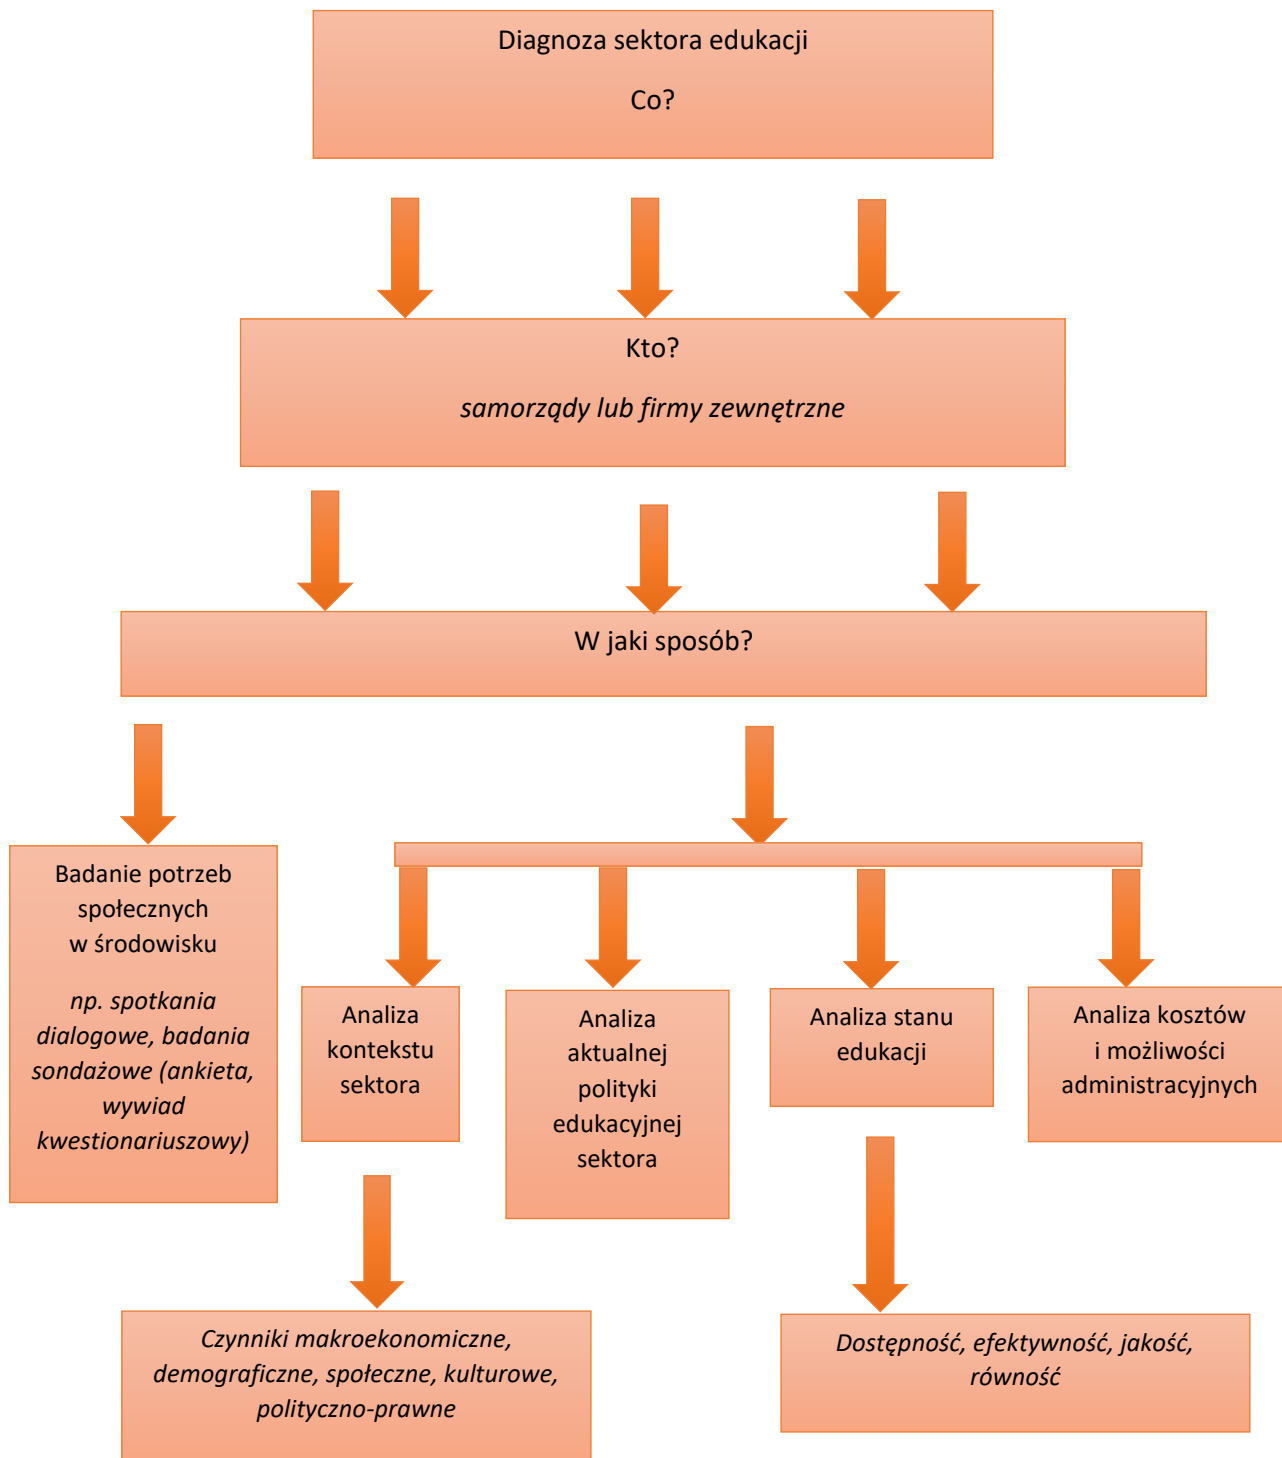 Diagnoza sektora edukacji
Co?
Kto?
samorządy lub firmy zewnętrzne
W jaki sposób?
Badanie potrzeb
społecznych
w środowisku
np. spotkania
dialogowe, badania
sondażowe (ankieta,
wywiad
kwestionariuszowy)
Analiza
kontekstu
sektora
Analiza
aktualnej
polityki
edukacyjnej
sektora
Analiza stanu
edukacji
Analiza kosztów
i możliwości
administracyjnych
Czynniki makroekonomiczne,
demograficzne, społeczne, kulturowe,
polityczno-prawne
Dostępność, efektywność, jakość,
równość